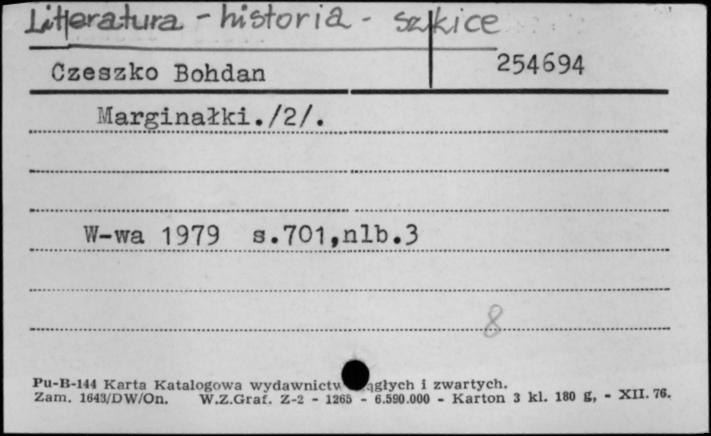 Literatura - historia - szkice
Czeszko Bohdan 254694
Marginałki./2/.
W-wa 1979 s.701,nlb.3
8
Pu-B-144 Karta Katalogowa wydawnictw ągłych i zwartych.
Zam. 1643/DW/On. W.Z.Graf. Z-2 - 1265 - 6.590.000 - Karton 3 kl. 180 g, - XII. 76.